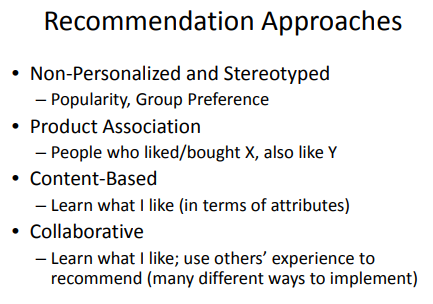 Recommendation Approaches
• Non-Personalized and Stereotyped
– Popularity, Group Preference
• Product Association
– People who liked/bought X, also like Y
• Content-Based
– Learn what I like (in terms of attributes)
• Collaborative
– Learn what I like; use others’ experience to
recommend (many different ways to implement)